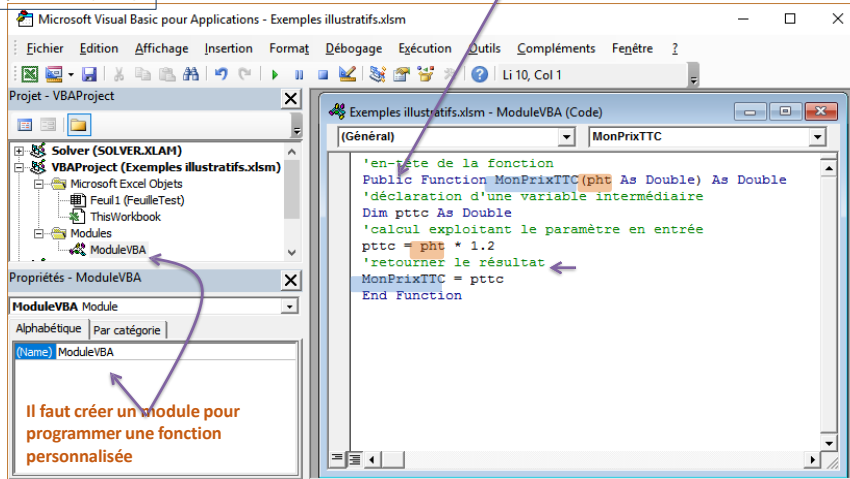 Microsoft Visual Basic pour Applications - Exemples illustratifs.xlsm
Fichier Edition Affichage Insertion Format Débogage Exécution Outils Compléments Fenêtre ?
Li 10, Col 1
Projet - VBAProject
Solver (SOLVER.XLAM)
VBAProject (Exemples illustratifs.xlsm)
Microsoft Excel Objets
Feuil1 (FeuilleTest)
ThisWorkbook
Modules
ModuleVBA
Propriétés - ModuleVBA
ModuleVBA Module
Alphabétique Par catégorie
(Name) ModuleVBA
Il faut créer un module pour
programmer une fonction
personnalisée
Exemples illustratifs.xlsm - ModuleVBA (Code)
(Général) MonPrixTTC
'en-tête de la fonction
Public Function MonPrixTTC(pht As Double) As Double
'déclaration d'une variable intermédiaire
Dim pttc As Double
'calcul exploitant le paramètre en entrée
pttc = pht * 1.2
'retourner le résultat
MonPrixTTC = pttc
End Function